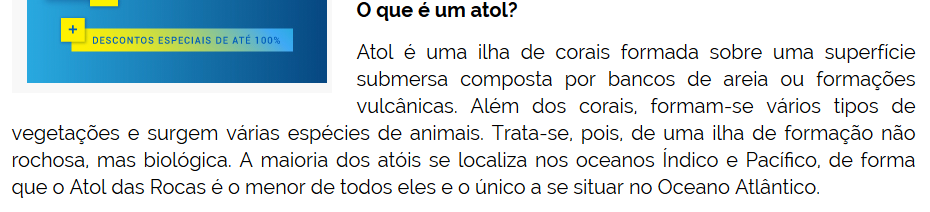 O que é um atol?
+
DESCONTOS ESPECIAIS DE ATÉ 100%
Atol é uma ilha de corais formada sobre uma superfície
submersa composta por bancos de areia ou formações
vulcânicas. Além dos corais, formam-se vários tipos de
vegetações e surgem várias espécies de animais. Trata-se, pois, de uma ilha de formação não
rochosa, mas biológica. A maioria dos atóis se localiza nos oceanos Índico e Pacífico, de forma
que o Atol das Rocas é o menor de todos eles e o único a se situar no Oceano Atlântico.